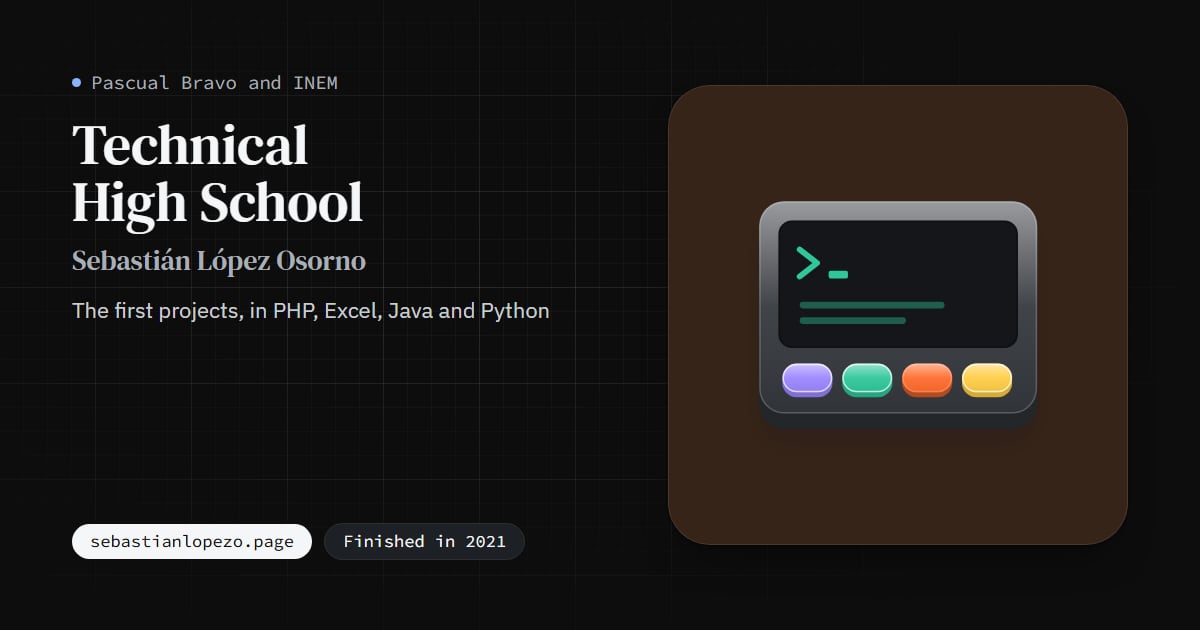 Pascual Bravo and INEM
Technical
High School
Sebastián López Osorno
The first projects, in PHP, Excel, Java and Python
sebastianlopezo.page
Finished in 2021